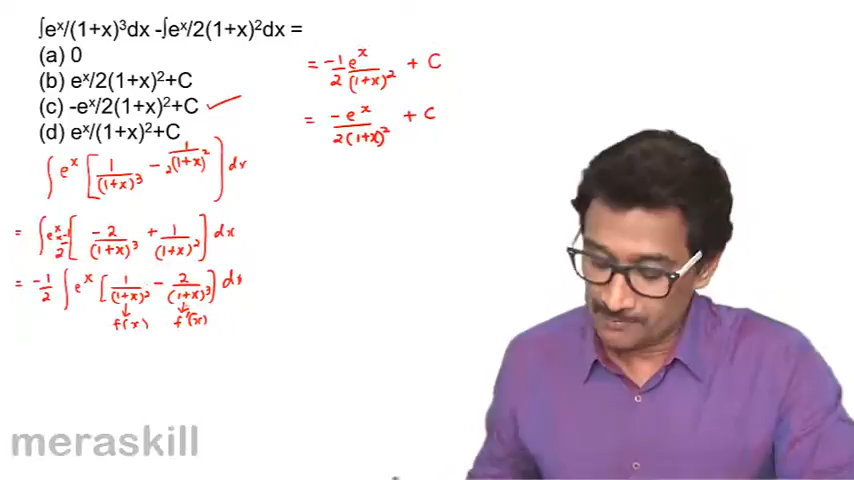 ∫eˣ/(1+x)³dx -∫eˣ/2(1+x)²dx =
(a) 0
(b) eˣ/2(1+x)²+C
(c) -eˣ/2(1+x)²+C ✓
(d) eˣ/(1+x)²+C
∫ eˣ [ 1/(1+x)³ - 1/2(1+x)² ] dx
= ∫ eˣ × -1/2 [ -2/(1+x)³ + 1/(1+x)² ] dx
= -1/2 ∫ eˣ [ 1/(1+x)² - 2/(1+x)³ ] dx
↓ ↓
f(x) f'(x)
= -1/2 eˣ/(1+x)² + C
= -eˣ/2(1+x)² + C
meraskill